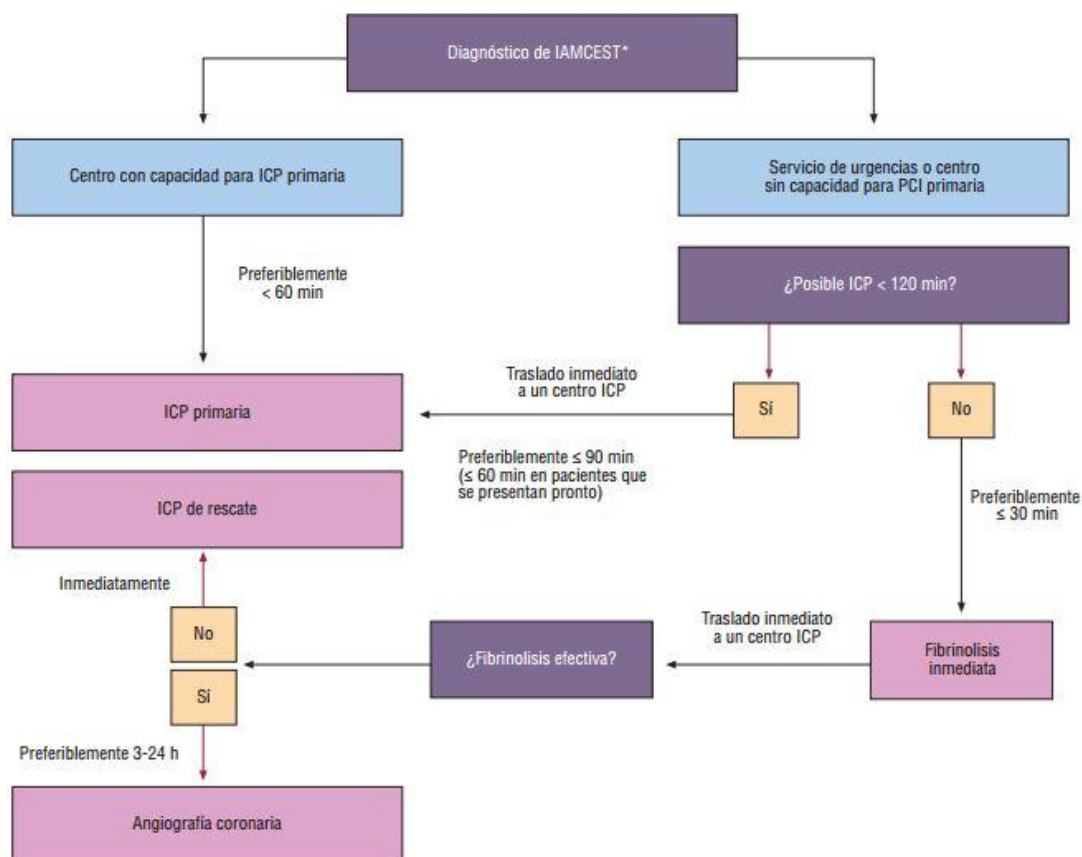 Diagnóstico de IAMCEST*
Centro con capacidad para ICP primaria
Servicio de urgencias o centro
sin capacidad para PCI primaria
Preferiblemente
< 60 min
¿Posible ICP < 120 min?
ICP primaria
Traslado inmediato
a un centro ICP
Sí
No
Preferiblemente ≤ 90 min
(≤ 60 min en pacientes que
se presentan pronto)
ICP de rescate
Preferiblemente
≤ 30 min
Inmediatamente
No
Sí
¿Fibrinolisis efectiva?
Traslado inmediato
a un centro ICP
Fibrinolisis
inmediata
Preferiblemente 3-24 h
Angiografía coronaria